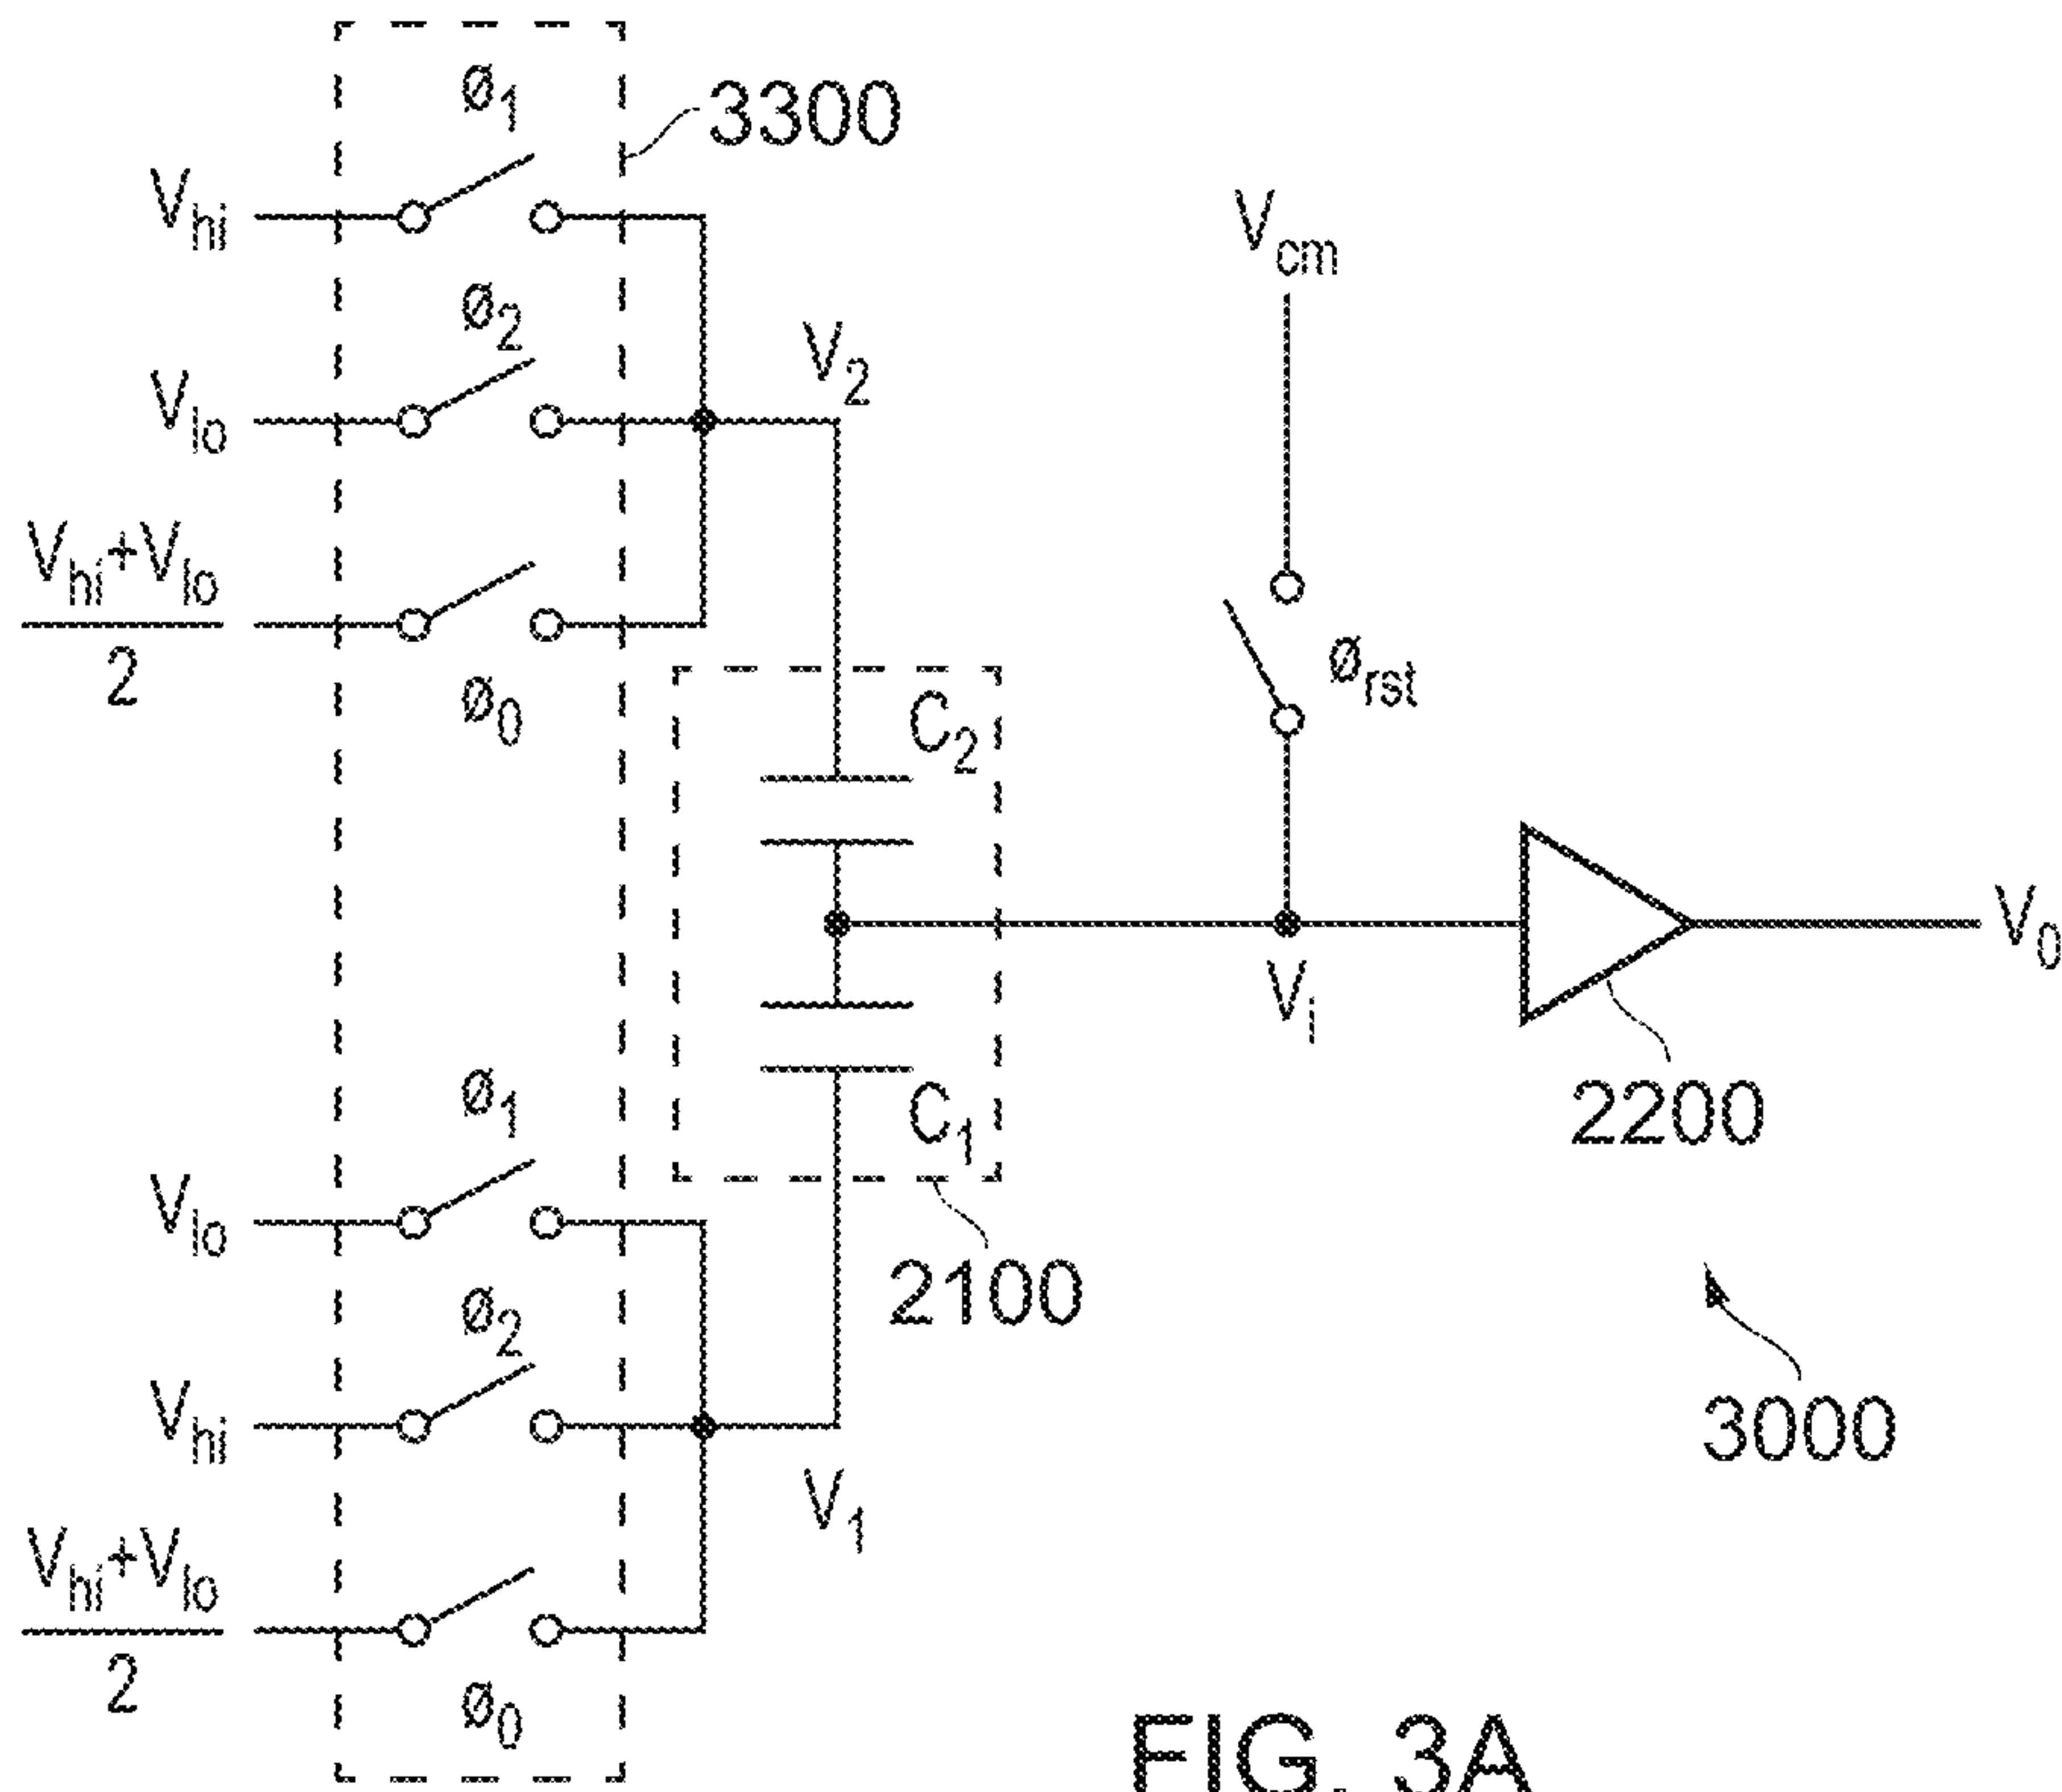 ø1
3300
Vhi
Vcm
ø2
V2
Vlo
Vhi+Vlo
2
ørst
ø0
C2
V0
Vi
ø1
C1
2200
Vlo
2100
ø2
Vhi
3000
V1
Vhi+Vlo
2
ø0
FIG. 3A